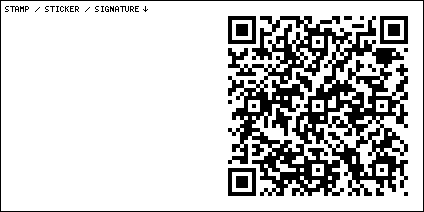 STAMP / STICKER / SIGNATURE ↓